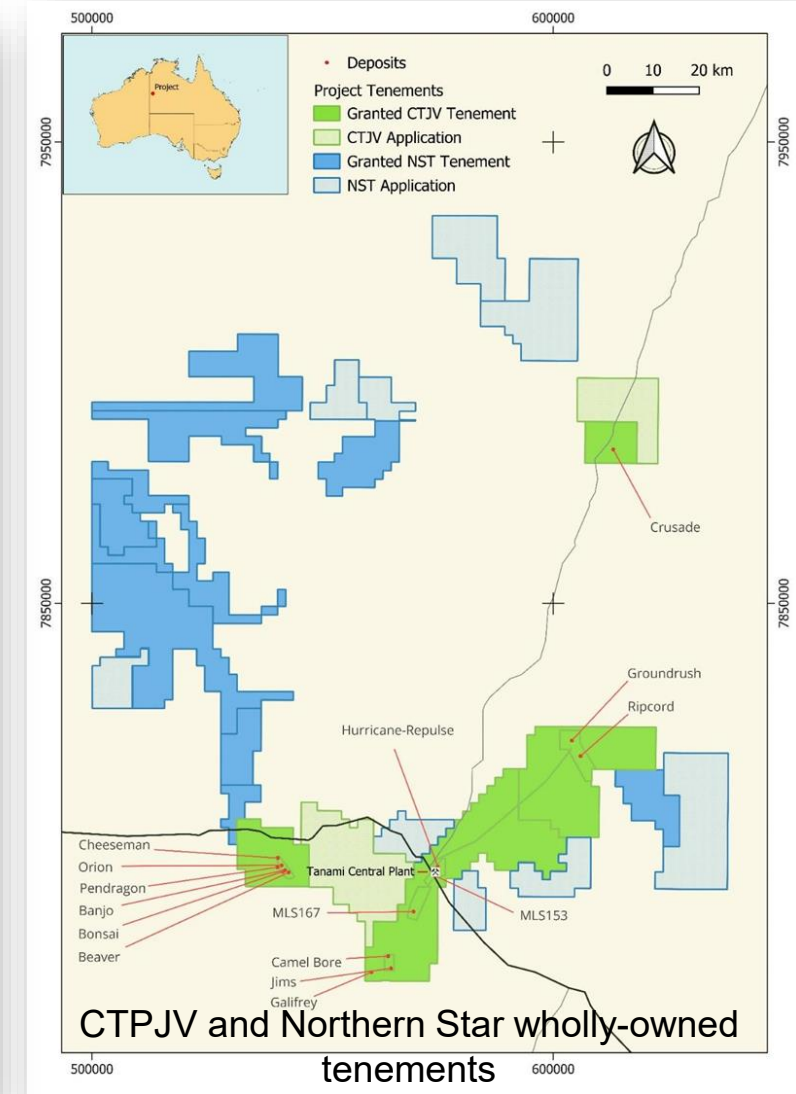 500000
600000
Project
Deposits
Project Tenements
Granted CTJV Tenement
CTJV Application
Granted NST Tenement
NST Application
0 10 20 km
7950000
7950000
Crusade
7850000
7850000
Groundrush
Ripcord
Hurricane-Repulse
Cheeseman
Orion
Pendragon
Banjo
Bonsai
Beaver
Tanami Central Plant
MLS167
MLS153
Camel Bore
Jims
Galifrey
CTPJV and Northern Star wholly-owned
tenements
500000
600000